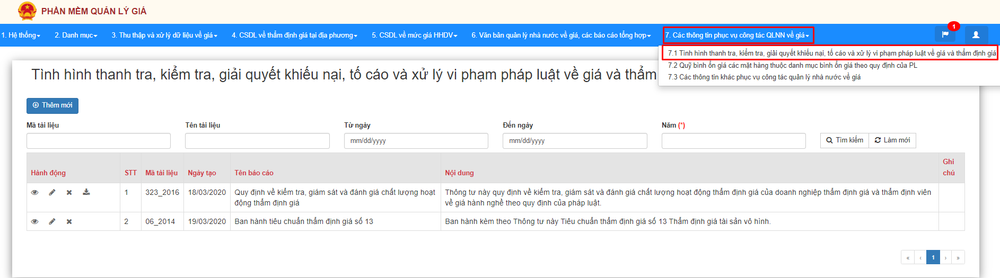 PHẦN MỀM QUẢN LÝ GIÁ
1. Hệ thống
2. Danh mục
3. Thu thập và xử lý dữ liệu về giá
4. CSDL về thẩm định giá tại địa phương
5. CSDL về mức giá HHDV
6. Văn bản quản lý nhà nước về giá, các báo cáo tổng hợp
7. Các thông tin phục vụ công tác QLNN về giá
1
7.1 Tình hình thanh tra, kiểm tra, giải quyết khiếu nại, tố cáo và xử lý vi phạm pháp luật về giá và thẩm định giá
7.2 Quỹ bình ổn giá các mặt hàng thuộc danh mục bình ổn giá theo quy định của PL
7.3 Các thông tin khác phục vụ công tác quản lý nhà nước về giá
Tình hình thanh tra, kiểm tra, giải quyết khiếu nại, tố cáo và xử lý vi phạm pháp luật về giá và thẩm
Thêm mới
Mã tài liệu
Tên tài liệu
Từ ngày
Đến ngày
Năm (*)
mm/dd/yyyy
mm/dd/yyyy
Tìm kiếm
Làm mới
Hành động
STT
Mã tài liệu
Ngày tạo
Tên báo cáo
Nội dung
Ghi
chú
1
323_2016
18/03/2020
Quy định về kiểm tra, giám sát và đánh giá chất lượng hoạt
động thẩm định giá
Thông tư này quy định về kiểm tra, giám sát và đánh giá chất lượng hoạt động thẩm định giá của doanh nghiệp thẩm định giá và thẩm định viên
về giá hành nghề theo quy định của pháp luật.
2
06_2014
19/03/2020
Ban hành tiêu chuẩn thẩm định giá số 13
Ban hành kèm theo Thông tư này Tiêu chuẩn thẩm định giá số 13 Thẩm định giá tài sản vô hình.
« ‹ 1 › »